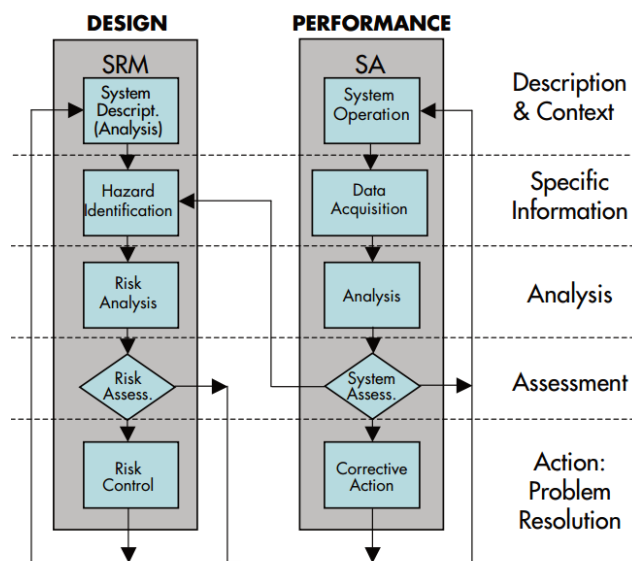 DESIGN
PERFORMANCE
SRM
SA
System
Descript.
(Analysis)
System
Operation
Description
& Context
Hazard
Identification
Data
Acquisition
Specific
Information
Risk
Analysis
Analysis
Analysis
Risk
Assess.
System
Assess.
Assessment
Risk
Control
Corrective
Action
Action:
Problem
Resolution